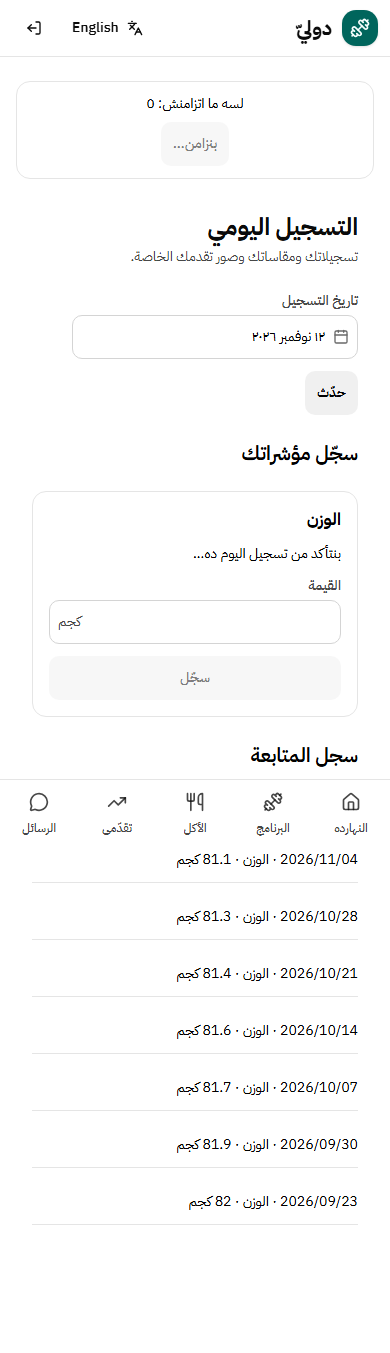 دوليّ
English
لسه ما اتزامنش: 0
بنزامن...
التسجيل اليومي
تسجيلاتك ومقاساتك وصور تقدمك الخاصة.
تاريخ التسجيل
١٢ نوفمبر ٢٠٢٦
حدّث
سجّل مؤشراتك
الوزن
بنتأكد من تسجيل اليوم ده...
القيمة
كجم
سجّل
سجل المتابعة
النهارده
البرنامج
الأكل
تقدّمي
الرسائل
2026/11/04 · الوزن · 81.1 كجم
2026/10/28 · الوزن · 81.3 كجم
2026/10/21 · الوزن · 81.4 كجم
2026/10/14 · الوزن · 81.6 كجم
2026/10/07 · الوزن · 81.7 كجم
2026/09/30 · الوزن · 81.9 كجم
2026/09/23 · الوزن · 82 كجم